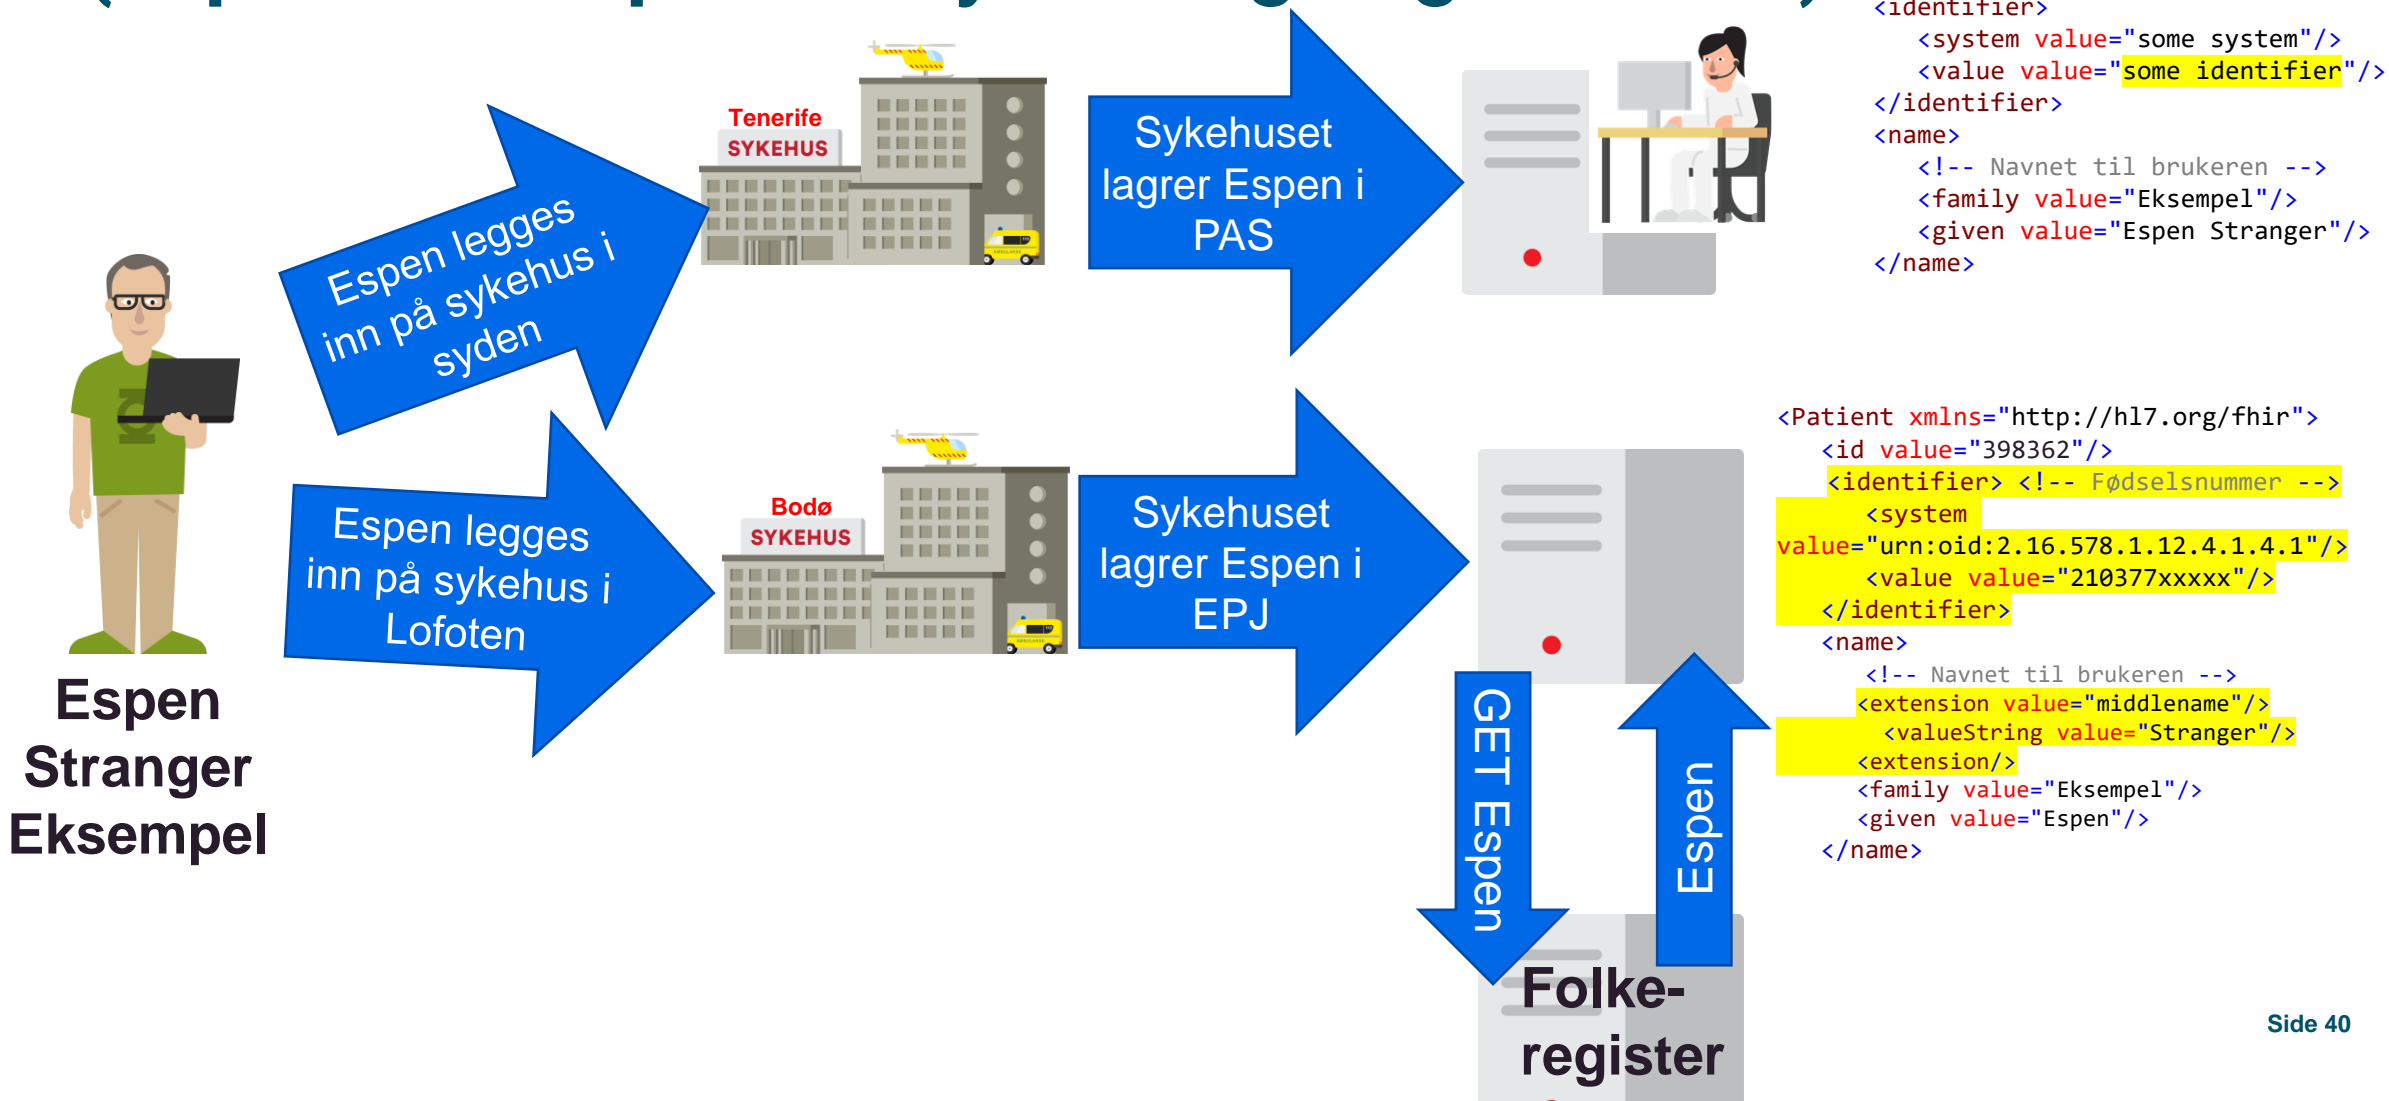 <identifier>
<system value="some system"/>
<value value="some identifier"/>
</identifier>
<name>
<!-- Navnet til brukeren -->
<family value="Eksempel"/>
<given value="Espen Stranger"/>
</name>
Tenerife
SYKEHUS
Sykehuset
lagrer Espen i
PAS
Espen legges
inn på sykehus i
syden
Espen
Stranger
Eksempel
Espen legges
inn på sykehus i
Lofoten
Bodø
SYKEHUS
Sykehuset
lagrer Espen i
EPJ
<Patient xmlns="http://hl7.org/fhir">
<id value="398362"/>
<identifier> <!-- Fødselsnummer -->
<system
value="urn:oid:2.16.578.1.12.4.1.4.1"/>
<value value="210377xxxxx"/>
</identifier>
<name>
<!-- Navnet til brukeren -->
<extension value="middlename"/>
<valueString value="Stranger"/>
<extension/>
<family value="Eksempel"/>
<given value="Espen"/>
</name>
GET Espen
Espen
Folke-
register
Side 40